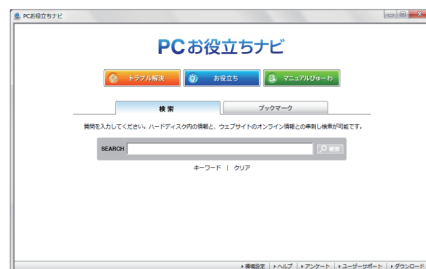 PCお役立ちナビ
PCお役立ちナビ
トラブル解決 お役立ち マニュアルびゅーわ
検索 ブックマーク
質問を入力してください。ハードディスク内の情報と、ウェブサイトのオンライン情報との串刺し検索が可能です。
SEARCH 検索
キーワード | クリア
環境設定 | ヘルプ | アンケート | ユーザーサポート | ダウンロード